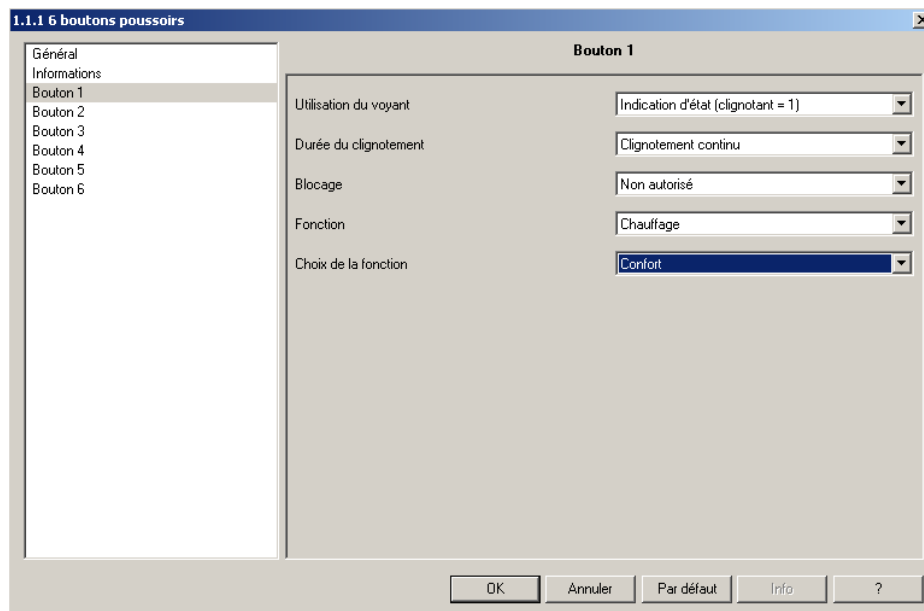 1.1.1 6 boutons poussoirs
Général
Informations
Bouton 1
Bouton 2
Bouton 3
Bouton 4
Bouton 5
Bouton 6
Bouton 1
Utilisation du voyant
Indication d'état (clignotant = 1)
Durée du clignotement
Clignotement continu
Blocage
Non autorisé
Fonction
Chauffage
Choix de la fonction
Confort
OK
Annuler
Par défaut
Info
?